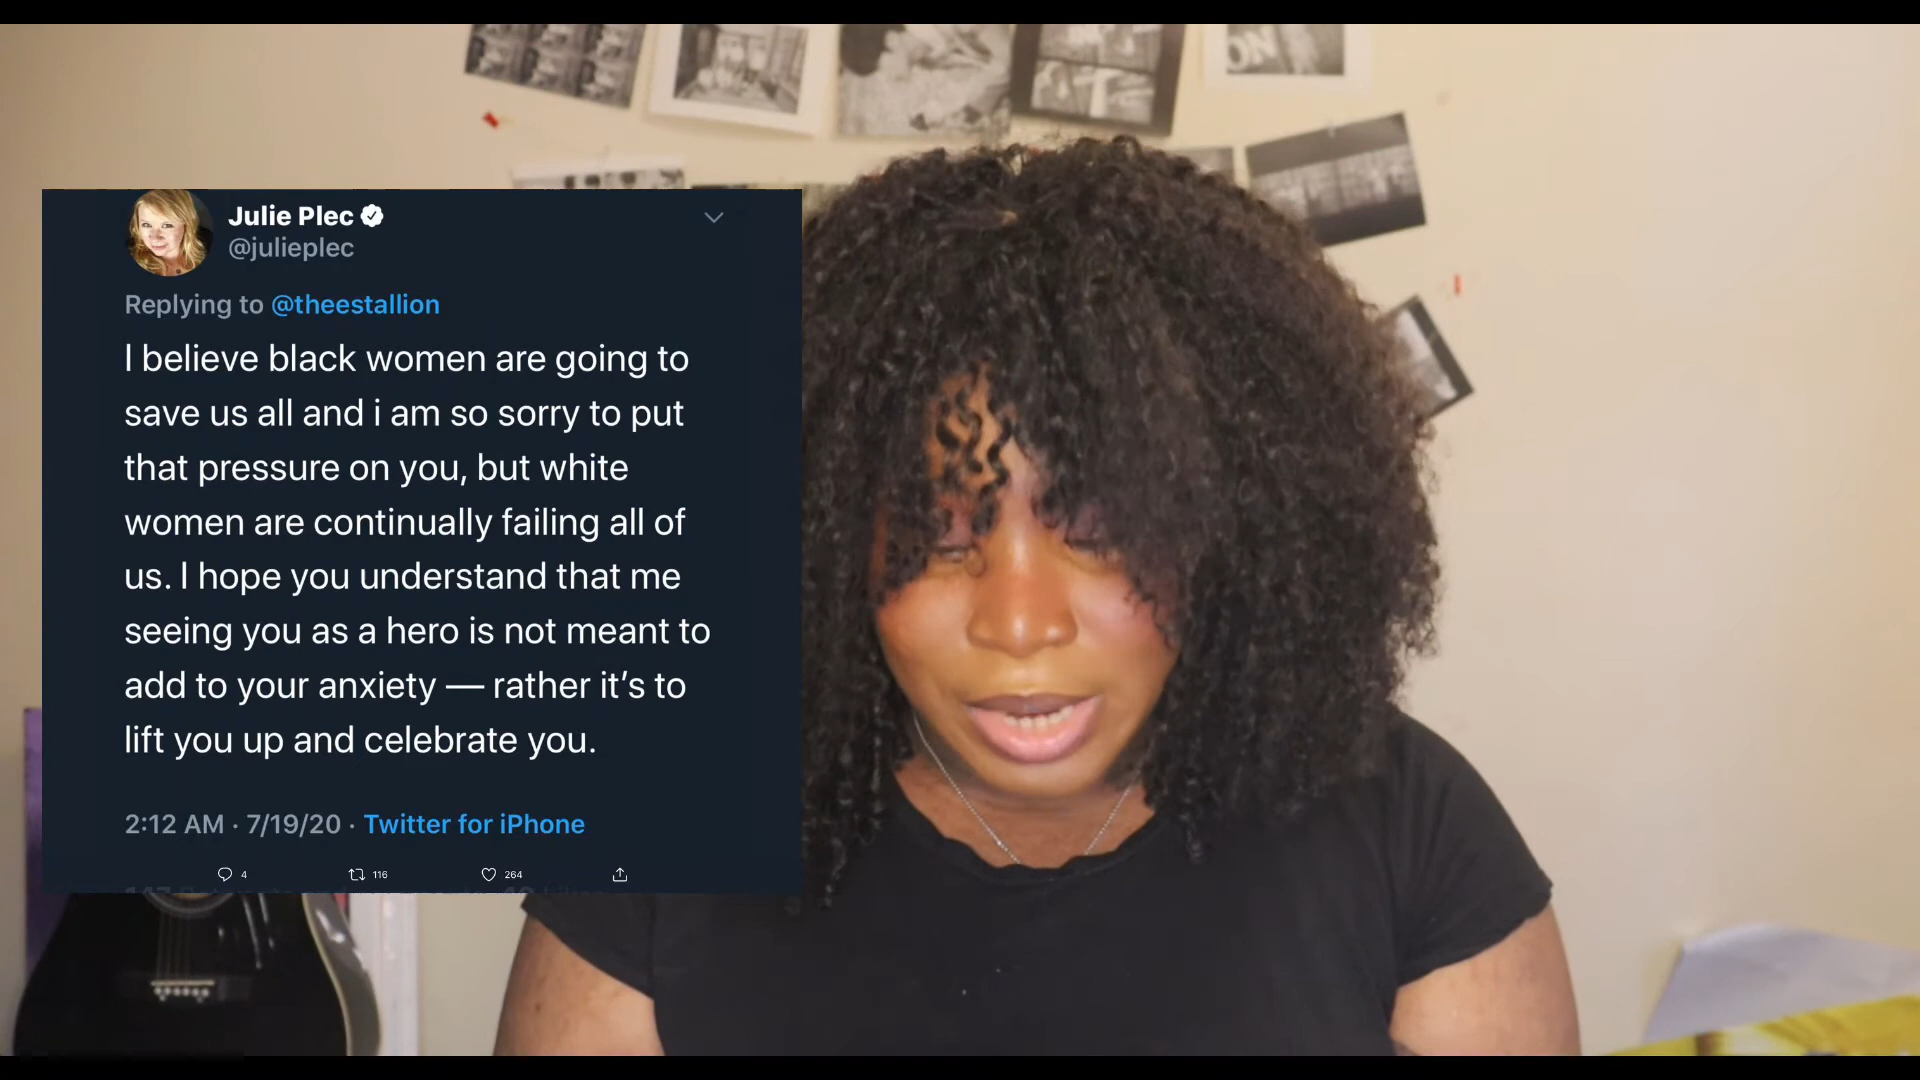 ON
Julie Plec
@julieplec
Replying to @theestallion
I believe black women are going to
save us all and i am so sorry to put
that pressure on you, but white
women are continually failing all of
us. I hope you understand that me
seeing you as a hero is not meant to
add to your anxiety — rather it's to
lift you up and celebrate you.
2:12 AM · 7/19/20 · Twitter for iPhone
4 116 264